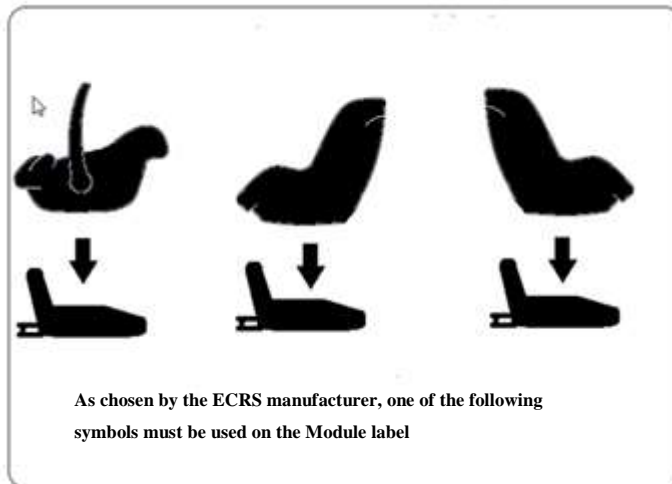 As chosen by the ECRS manufacturer, one of the following
symbols must be used on the Module label